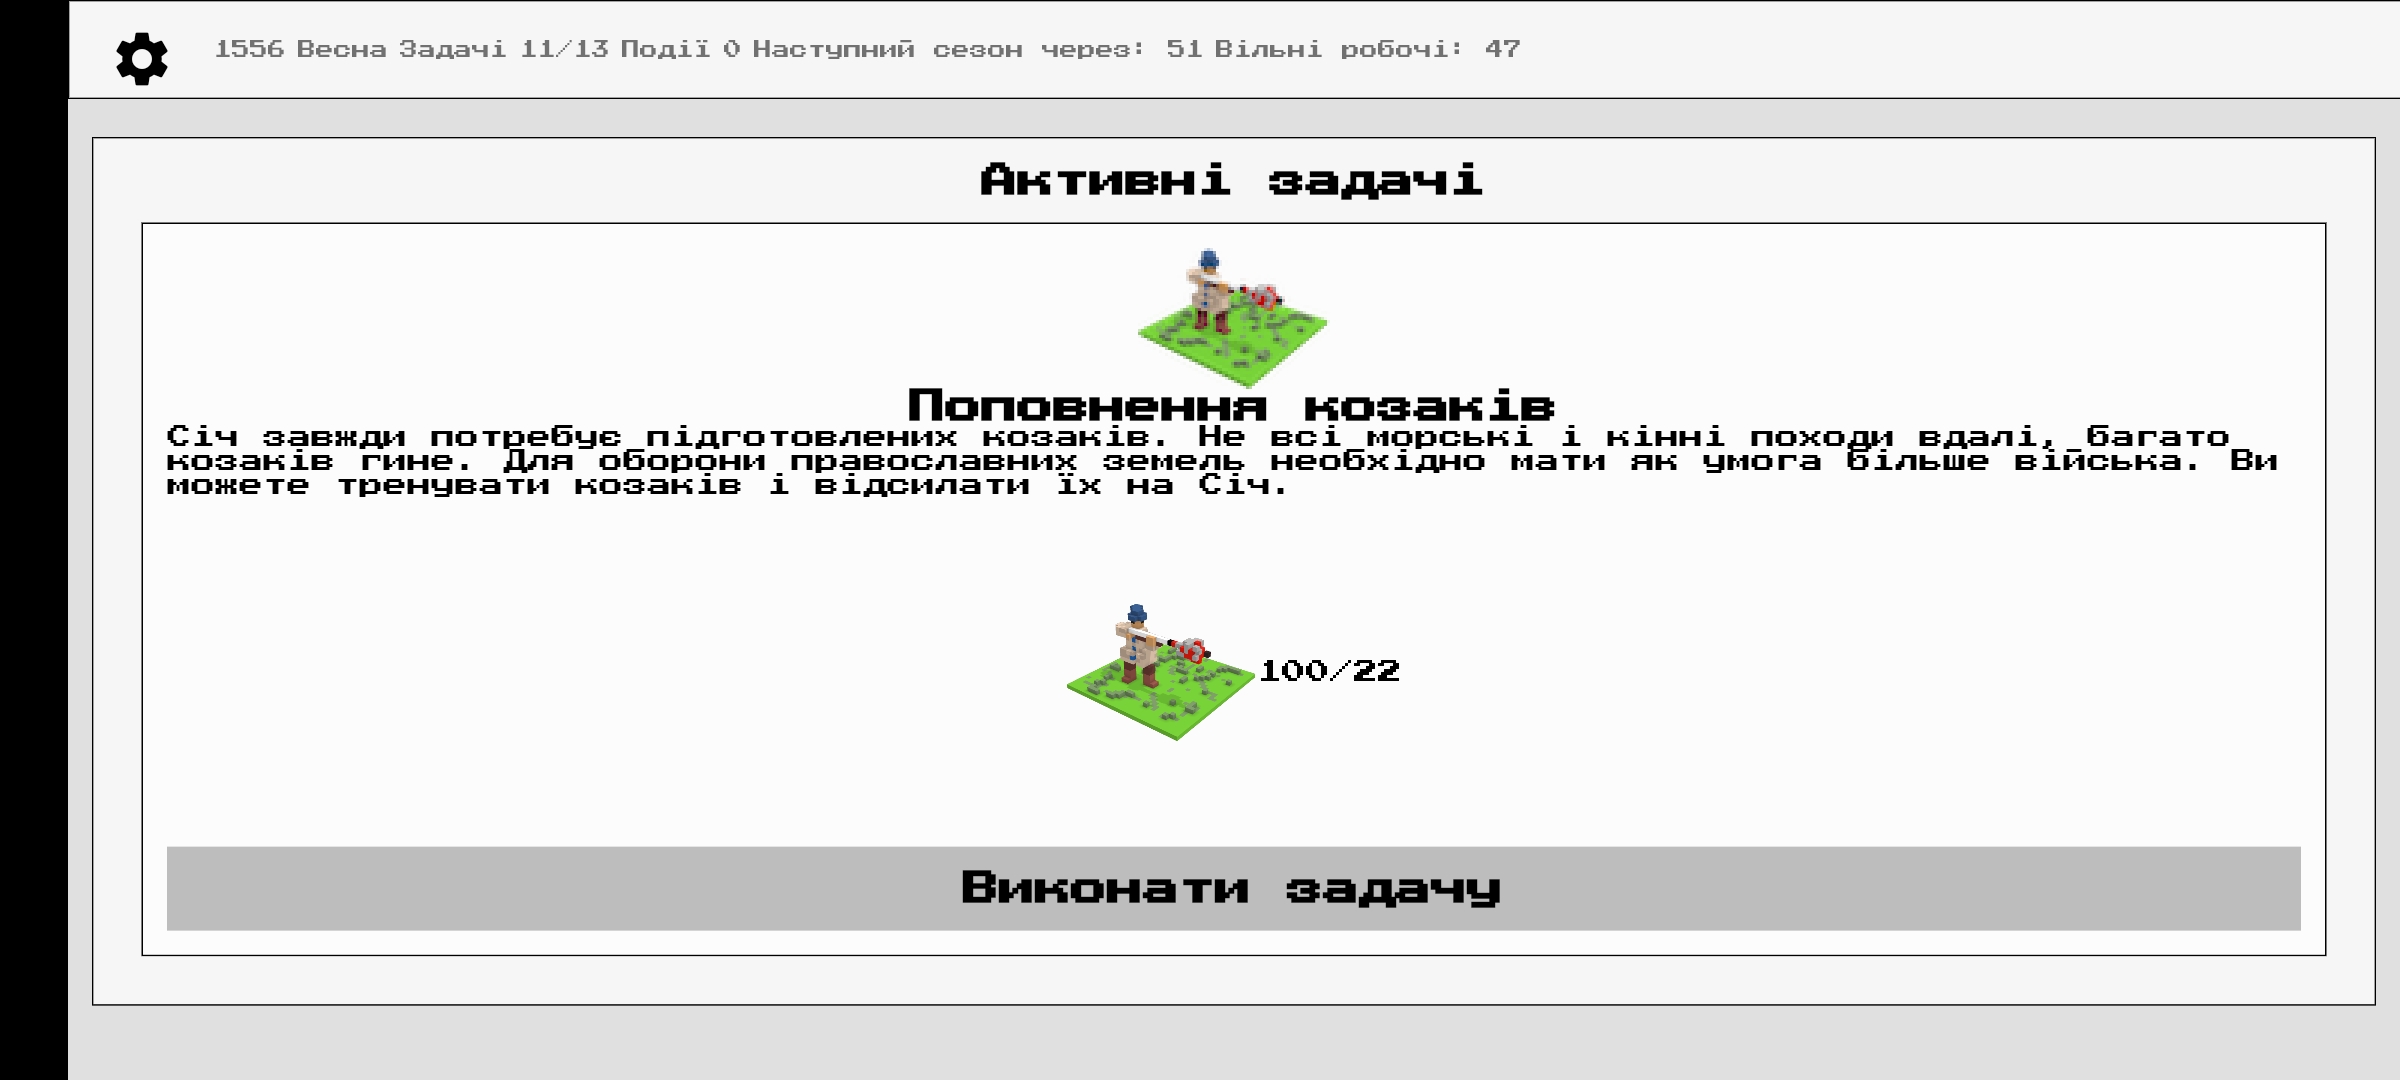 1556 Весна Задачі 11/13 Події 0 Наступний сезон через: 51 Вільні робочі: 47
Активні задачі
Поповнення козаків
Січ завжди потребує підготовлених козаків. Не всі морські і кінні походи вдалі, багато
козаків гине. Для оборони православних земель необхідно мати як умога більше війська. Ви
можете тренувати козаків і відсилати їх на Січ.
100/22
Виконати задачу